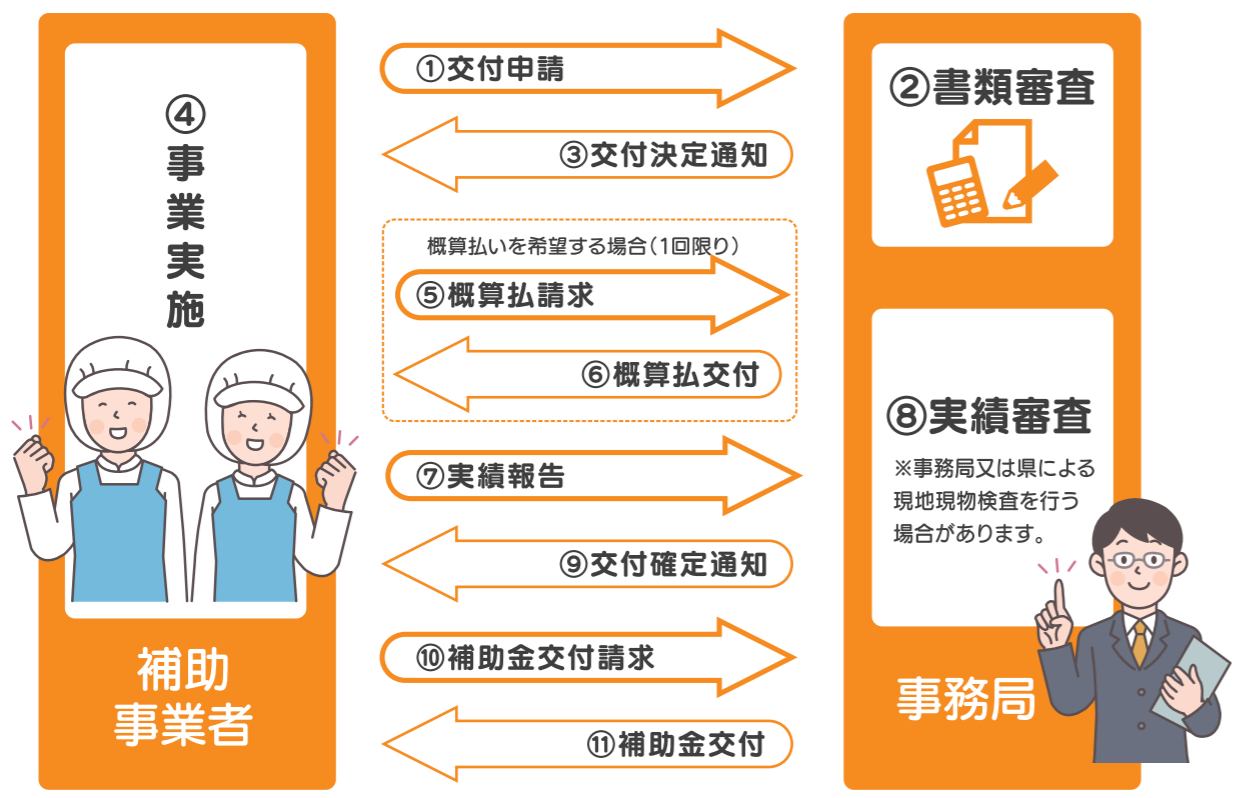 ①交付申請
②書類審査
③交付決定通知
④事業実施
概算払いを希望する場合（1回限り）
⑤概算払請求
⑥概算払交付
⑦実績報告
⑧実績審査
※事務局又は県による
現地現物検査を行う
場合があります。
⑨交付確定通知
⑩補助金交付請求
⑪補助金交付
補助
事業者
事務局